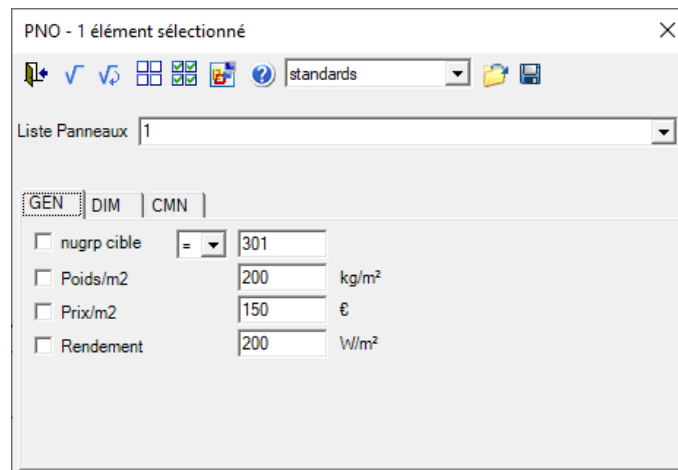 PNO - 1 élément sélectionné
standards
Liste Panneaux 1
GEN DIM CMN
nugrp cible = 301
Poids/m2 200 kg/m²
Prix/m2 150 €
Rendement 200 W/m²